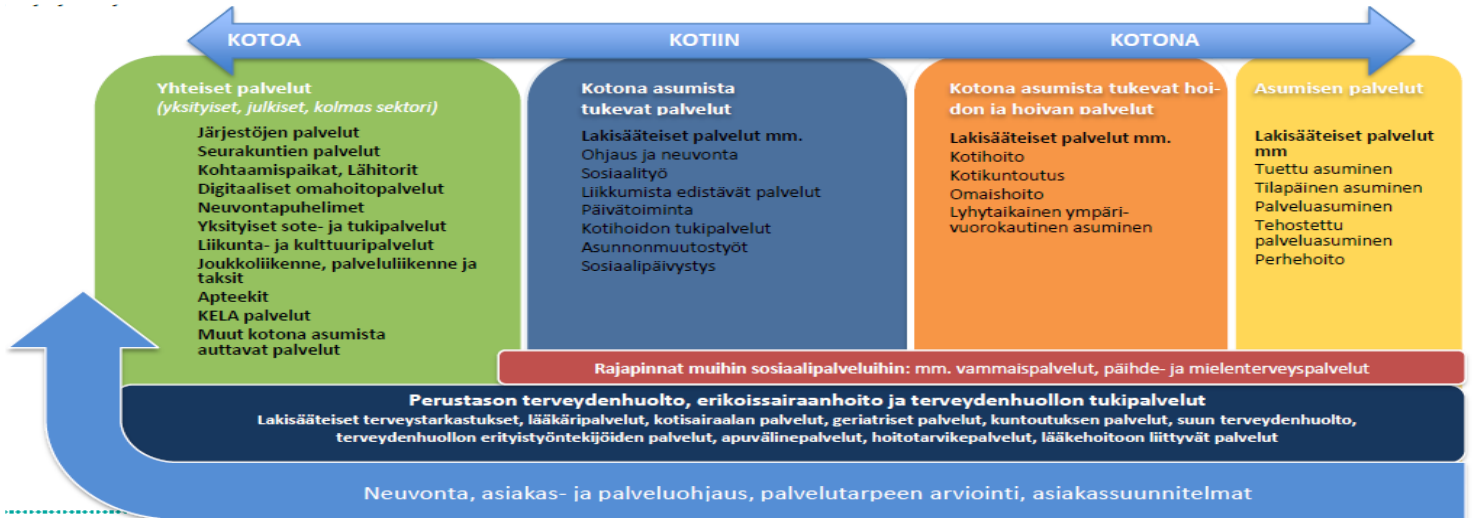 KOTOA
KOTIIN
KOTONA
Yhteiset palvelut
(yksityiset, julkiset, kolmas sektori)
Järjestöjen palvelut
Seurakuntien palvelut
Kohtaamispaikat, Lähitorit
Digitaaliset omahoitopalvelut
Neuvontapuhelimet
Yksityiset sote- ja tukipalvelut
Liikunta- ja kulttuuripalvelut
Joukkoliikenne, palveluliikenne ja
taksit
Apteekit
KELA palvelut
Muut kotona asumista
auttavat palvelut
Kotona asumista
tukevat palvelut
Lakisääteiset palvelut mm.
Ohjaus ja neuvonta
Sosiaalityö
Liikkumista edistävät palvelut
Päivätoiminta
Kotihoidon tukipalvelut
Asunnonmuutostyöt
Sosiaalipäivystys
Kotona asumista tukevat hoi-
don ja hoivan palvelut
Lakisääteiset palvelut mm.
Kotihoito
Kotikuntoutus
Omaishoito
Lyhytaikainen ympäri-
vuorokautinen asuminen
Asumisen palvelut
Lakisääteiset palvelut
mm
Tuettu asuminen
Tilapäinen asuminen
Palveluasuminen
Tehostettu
palveluasuminen
Perhehoito
Rajapinnat muihin sosiaalipalveluihin: mm. vammaispalvelut, päihde- ja mielenterveyspalvelut
Perustason terveydenhuolto, erikoissairaanhoito ja terveydenhuollon tukipalvelut
Lakisääteiset terveystarkastukset, lääkäripalvelut, kotisairaalan palvelut, geriatriset palvelut, kuntoutuksen palvelut, suun terveydenhuolto,
terveydenhuollon erityistyöntekijöiden palvelut, apuvälinepalvelut, hoitotarvikepalvelut, lääkehoitoon liittyvät palvelut
Neuvonta, asiakas- ja palveluohjaus, palvelutarpeen arviointi, asiakassuunnitelmat